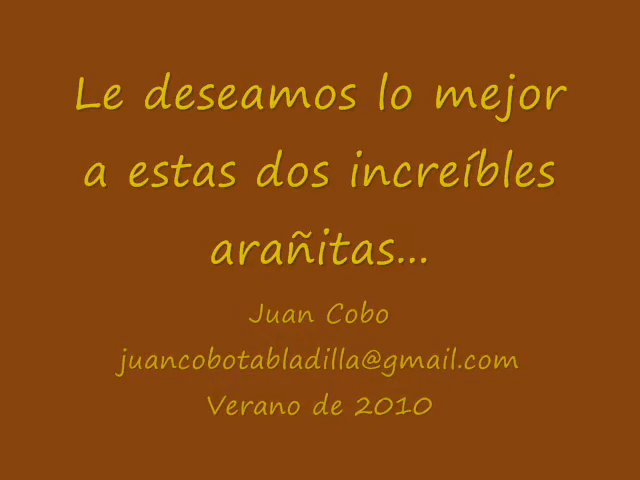 Le deseamos lo mejor
a estas dos increíbles
arañitas...
Juan Cobo
juancobotabladilla@gmail.com
Verano de 2010